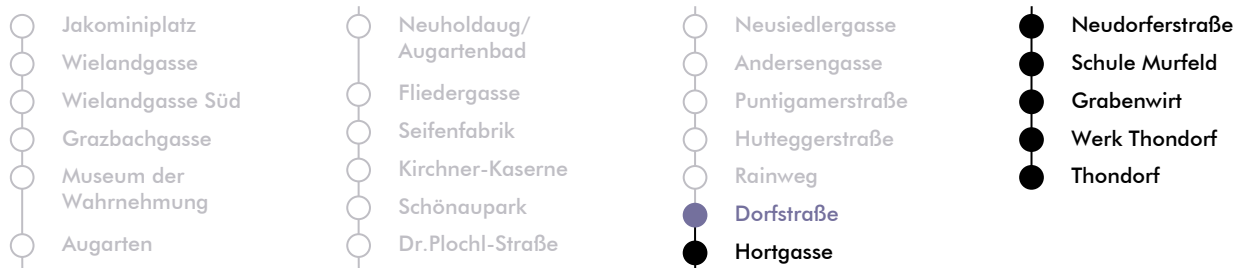 Jakominiplatz
Wielandgasse
Wielandgasse Süd
Grazbachgasse
Museum der
Wahrnehmung
Augarten
Neuholdaug/
Augartenbad
Fliedergasse
Seifenfabrik
Kirchner-Kaserne
Schönaupark
Dr.Plochl-Straße
Neusiedlergasse
Andersengasse
Puntigamerstraße
Hutteggerstraße
Rainweg
Dorfstraße
Hortgasse
Neudorferstraße
Schule Murfeld
Grabenwirt
Werk Thondorf
Thondorf